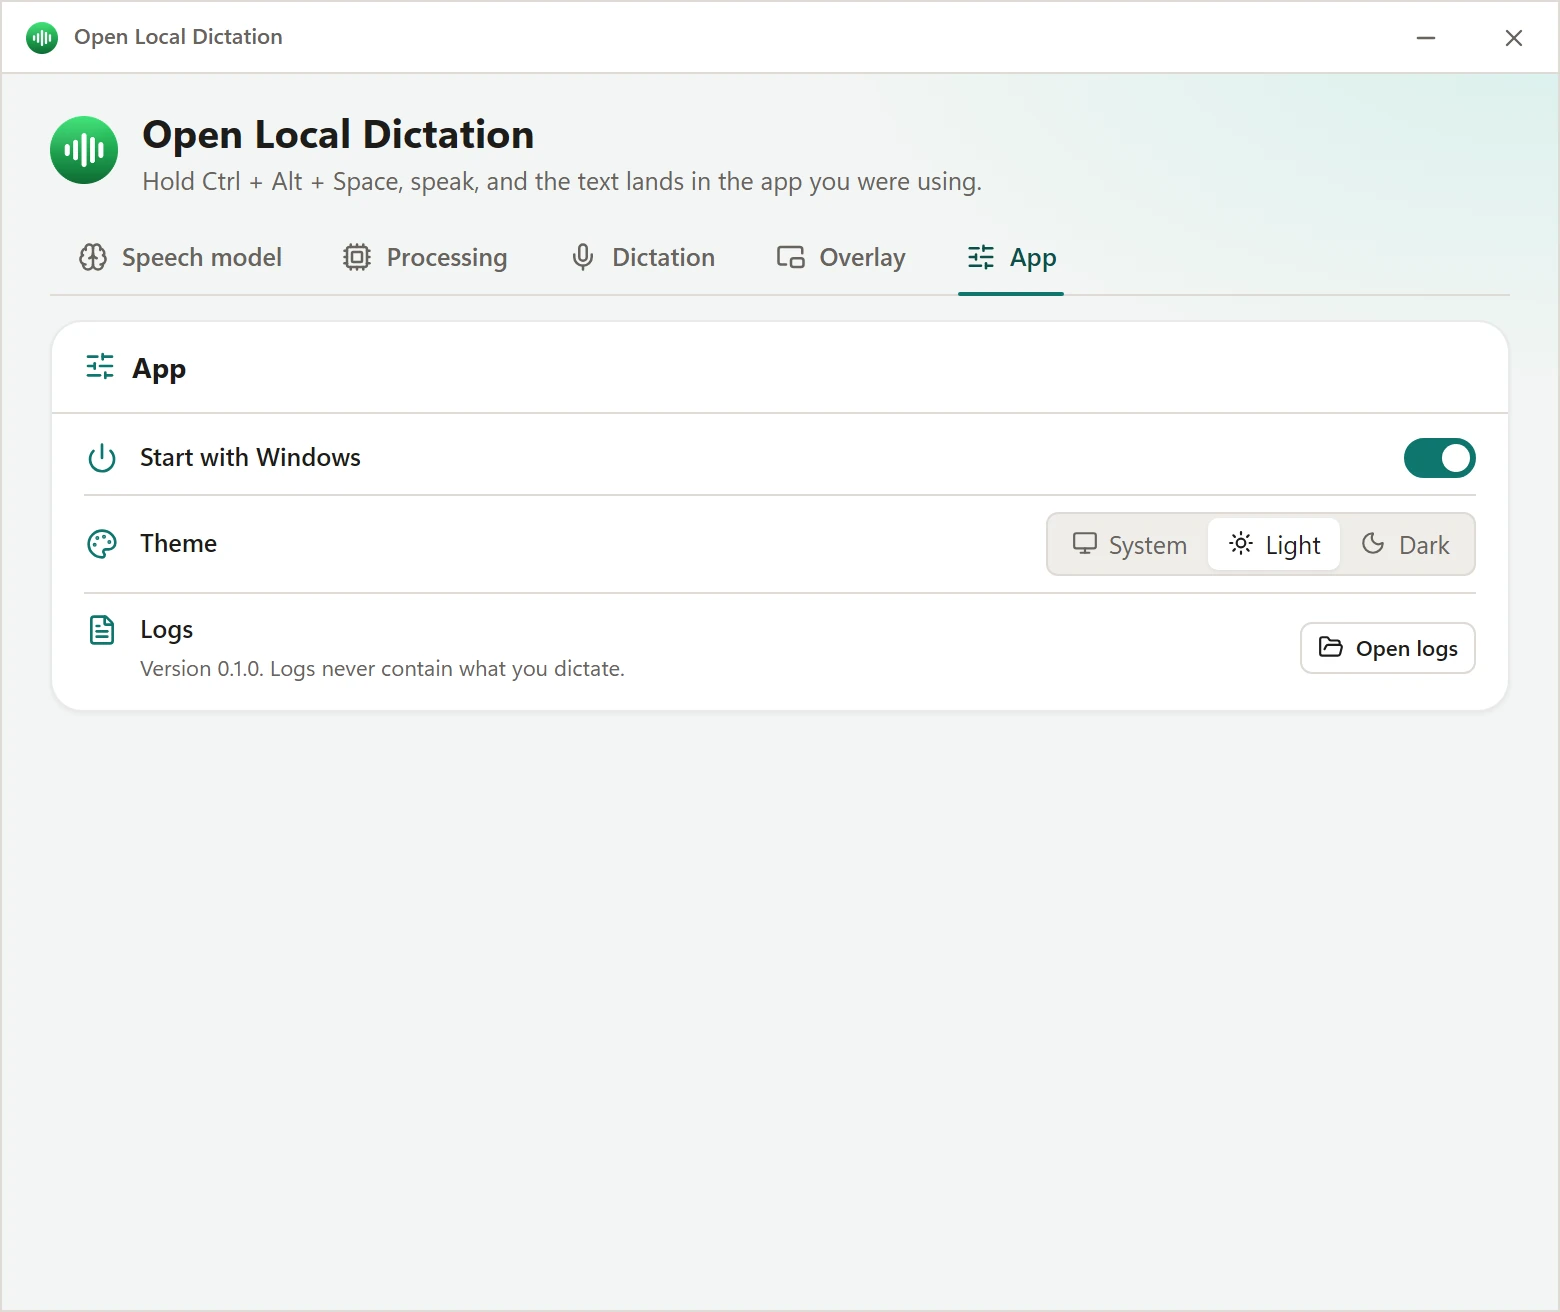 Open Local Dictation
Open Local Dictation
Hold Ctrl + Alt + Space, speak, and the text lands in the app you were using.
Speech model Processing Dictation Overlay App
App
Start with Windows
Theme System Light Dark
Logs
Version 0.1.0. Logs never contain what you dictate.
Open logs